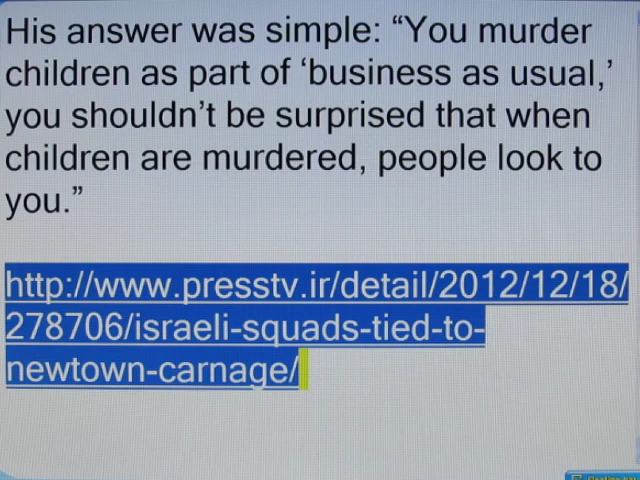 His answer was simple: “You murder
children as part of ‘business as usual,’
you shouldn’t be surprised that when
children are murdered, people look to
you.”
http://www.presstv.ir/detail/2012/12/18/
278706/israeli-squads-tied-to-
newtown-carnage/